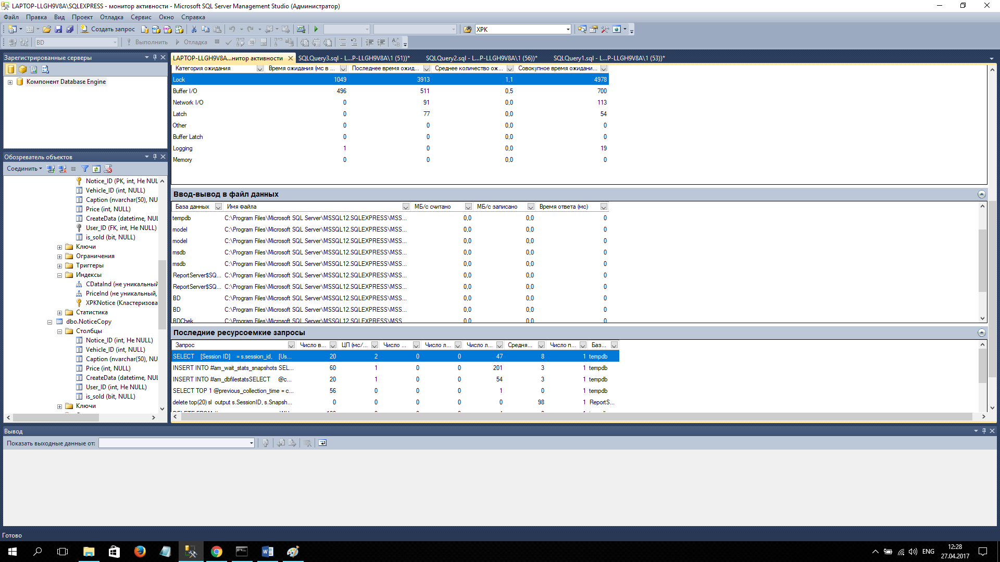 LAPTOP-LLGH9V8A\SQLEXPRESS - монитор активности - Microsoft SQL Server Management Studio (Администратор)
Файл Правка Вид Проект Отладка Сервис Окно Справка
Создать запрос XPK
BD Выполнить Отладка
Зарегистрированные серверы
Компонент Database Engine
Обозреватель объектов
Соединить
Notice_ID (PK, int, Не NUL
Vehicle_ID (int, NULL)
Caption (nvarchar(50), NU
Price (int, NULL)
CreateData (datetime, NUL
User_ID (FK, int, Не NULL)
is_sold (bit, NULL)
Ключи
Ограничения
Триггеры
Индексы
CDataInd (не уникальный
PriceInd (не уникальный,
XPKNotice (Кластеризова
Статистика
dbo.NoticeCopy
Столбцы
Notice_ID (int, Не NULL)
Vehicle_ID (int, NULL)
Caption (nvarchar(50), NU
Price (int, NULL)
CreateData (datetime, NUL
User_ID (int, Не NULL)
is_sold (bit, NULL)
Ключи
LAPTOP-LLGH9V8A...нитор активности SQLQuery3.sql - L...P-LLGH9V8A\1 (51))* SQLQuery2.sql - L...P-LLGH9V8A\1 (56))* SQLQuery1.sql - L...P-LLGH9V8A\1 (53))*
Категория ожидания Время ожидания (мс в ... Последнее время ожид... Среднее количество ож... Совокупное время ожидани...
Lock 1049 3913 1,1 4978
Buffer I/O 496 511 0,5 700
Network I/O 0 91 0,0 113
Latch 0 77 0,0 54
Other 0 0 0,0 0
Buffer Latch 0 0 0,0 0
Logging 1 0 0,0 19
Memory 0 0 0,0 0
Ввод-вывод в файл данных
База данных Имя файла МБ/с считано МБ/с записано Время ответа (мс)
tempdb C:\Program Files\Microsoft SQL Server\MSSQL12.SQLEXPRESS\MSS... 0,0 0,0 0
model C:\Program Files\Microsoft SQL Server\MSSQL12.SQLEXPRESS\MSS... 0,0 0,0 0
model C:\Program Files\Microsoft SQL Server\MSSQL12.SQLEXPRESS\MSS... 0,0 0,0 0
msdb C:\Program Files\Microsoft SQL Server\MSSQL12.SQLEXPRESS\MSS... 0,0 0,0 0
msdb C:\Program Files\Microsoft SQL Server\MSSQL12.SQLEXPRESS\MSS... 0,0 0,0 0
ReportServer$SQ... C:\Program Files\Microsoft SQL Server\MSSQL12.SQLEXPRESS\MSS... 0,0 0,0 0
ReportServer$SQ... C:\Program Files\Microsoft SQL Server\MSSQL12.SQLEXPRESS\MSS... 0,0 0,0 0
BD C:\Program Files\Microsoft SQL Server\MSSQL12.SQLEXPRESS\MSS... 0,0 0,0 0
BD C:\Program Files\Microsoft SQL Server\MSSQL12.SQLEXPRESS\MSS... 0,0 0,0 0
BDChek C:\Program Files\Microsoft SQL Server\MSSQL12.SQLEXPRESS\MSS... 0,0 0,0 0
Последние ресурсоемкие запросы
Запрос Число в... ЦП (мс/... Число ... Число л... Число л... Средня... Число п... Баз...
SELECT [Session ID] = s.session_id, [Us... 20 2 0 0 47 8 1 tempdb
INSERT INTO #am_wait_stats_snapshots SEL... 60 1 0 0 201 3 1 tempdb
INSERT INTO #am_dbfilestatsSELECT @c... 20 1 0 0 54 3 1 tempdb
SELECT TOP 1 @previous_collection_time = c... 56 0 0 0 1 0 1 tempdb
delete top(20) sl output s.SessionID, s.Snapsh... 0 0 0 0 0 98 1 ReportS...
Вывод
Показать выходные данные от:
Готово
ENG 12:28
27.04.2017